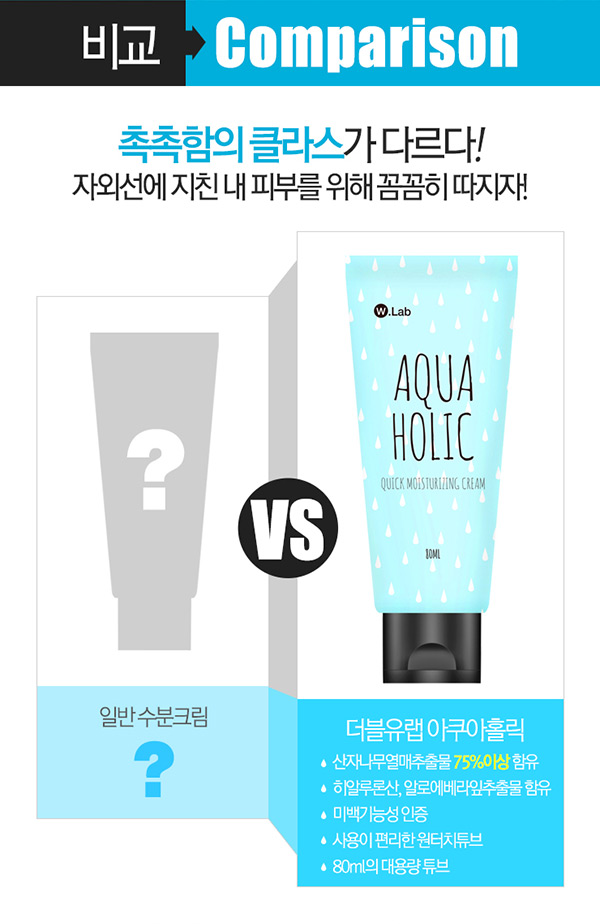 비교 Comparison
촉촉함의 클라스가 다르다!
자외선에 지친 내 피부를 위해 꼼꼼히 따지자!
?
W.Lab
AQUA
HOLIC
QUICK MOISTURIZING CREAM
80ML
VS
일반 수분크림
?
더블유랩 아쿠아홀릭
산자나무열매추출물 75%이상 함유
히알루론산, 알로에베라잎추출물 함유
미백기능성 인증
사용이 편리한 원터치튜브
80ml의 대용량 튜브